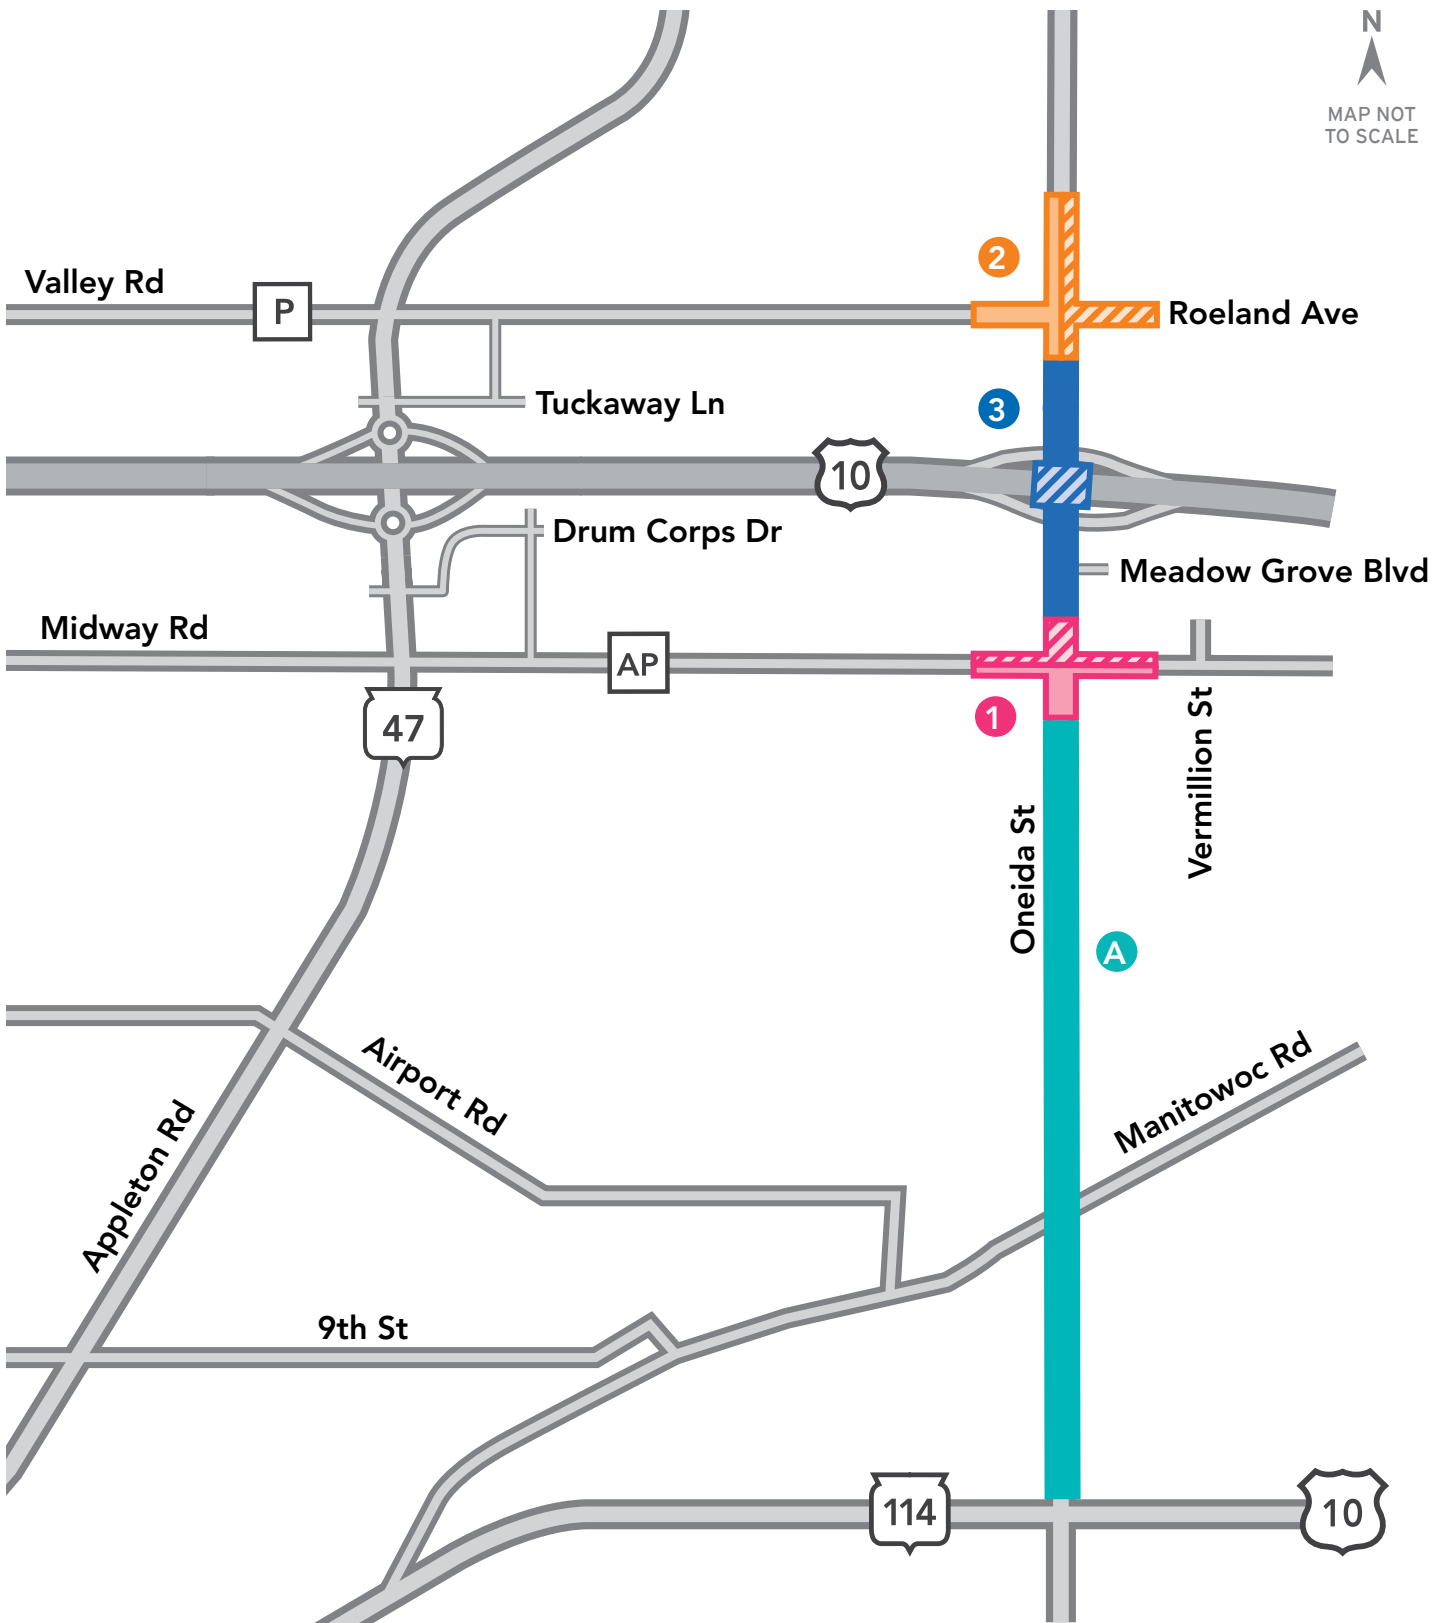 N
MAP NOT
TO SCALE
2
Valley Rd
P
Roeland Ave
3
Tuckaway Ln
10
Drum Corps Dr
Meadow Grove Blvd
Midway Rd
AP
1
47
Vermillion St
Oneida St
A
Airport Rd
Manitowoc Rd
Appleton Rd
9th St
114
10